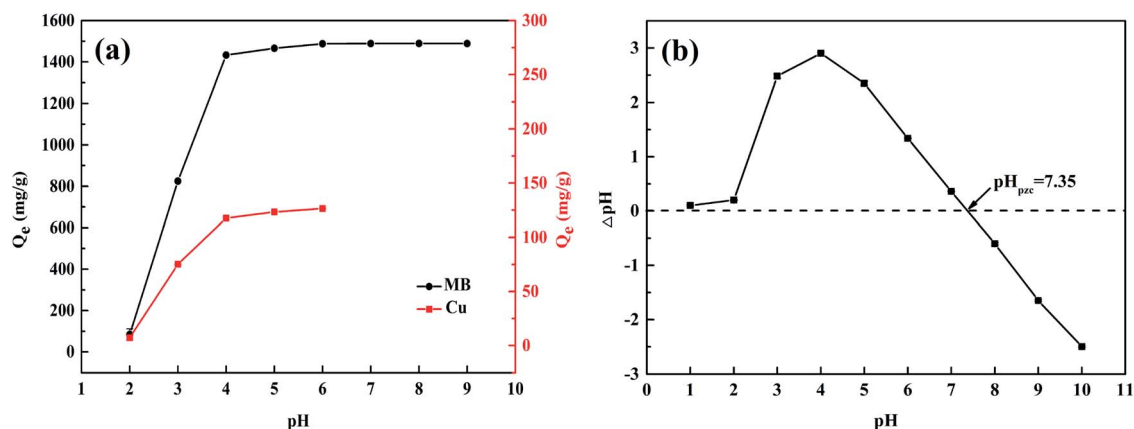 (a)
1600
1400
1200
1000
800
600
400
200
100
0
Qe (mg/g)
1 2 3 4 5 6 7 8 9 10
pH
300
250
200
150
100
50
0
Qe (mg/g)
MB
Cu
(b)
3
2
1
0
-1
-2
-3
△pH
0 1 2 3 4 5 6 7 8 9 10 11
pH
pHpzc=7.35